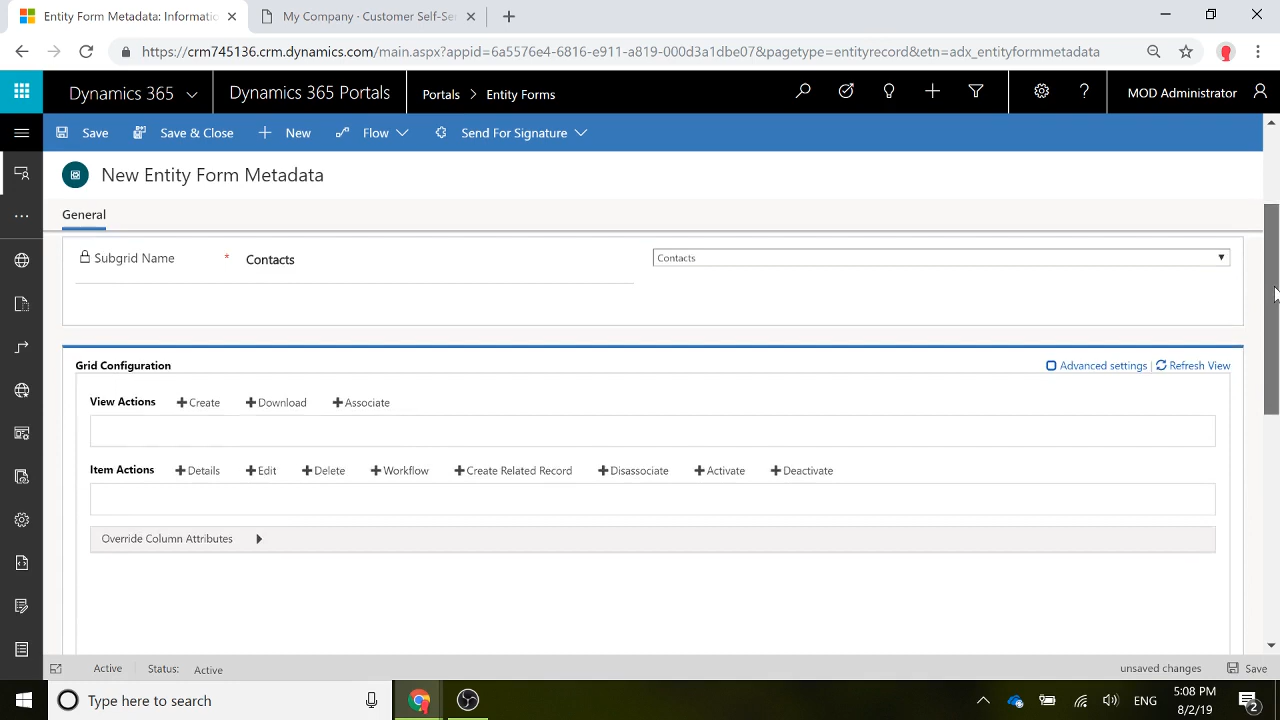 Entity Form Metadata: Informatio
My Company · Customer Self-Se
https://crm745136.crm.dynamics.com/main.aspx?appid=6a5576e4-6816-e911-a819-000d3a1dbe07&pagetype=entityrecord&etn=adx_entityformmetadata
Dynamics 365
Dynamics 365 Portals
Portals > Entity Forms
MOD Administrator
Save
Save & Close
New
Flow
Send For Signature
New Entity Form Metadata
General
Subgrid Name * Contacts
Contacts
Grid Configuration
Advanced settings | Refresh View
View Actions
Create
Download
Associate
Item Actions
Details
Edit
Delete
Workflow
Create Related Record
Disassociate
Activate
Deactivate
Override Column Attributes
Active
Status: Active
unsaved changes
Save
Type here to search
ENG
5:08 PM
8/2/19
2